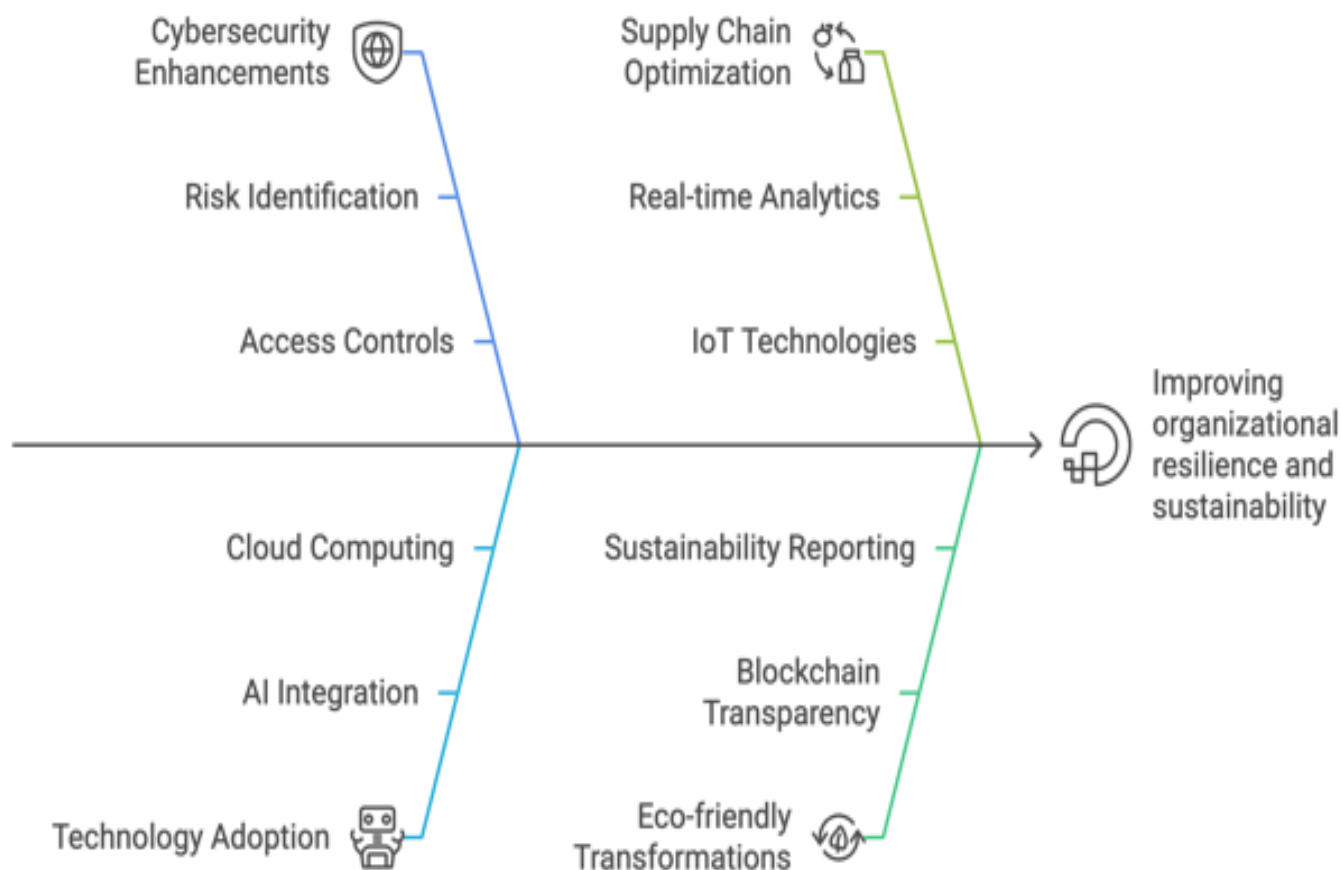 Cybersecurity
Enhancements
Risk Identification
Access Controls
Supply Chain
Optimization
Real-time Analytics
IoT Technologies
Improving
organizational
resilience and
sustainability
Cloud Computing
AI Integration
Technology Adoption
Sustainability Reporting
Blockchain
Transparency
Eco-friendly
Transformations